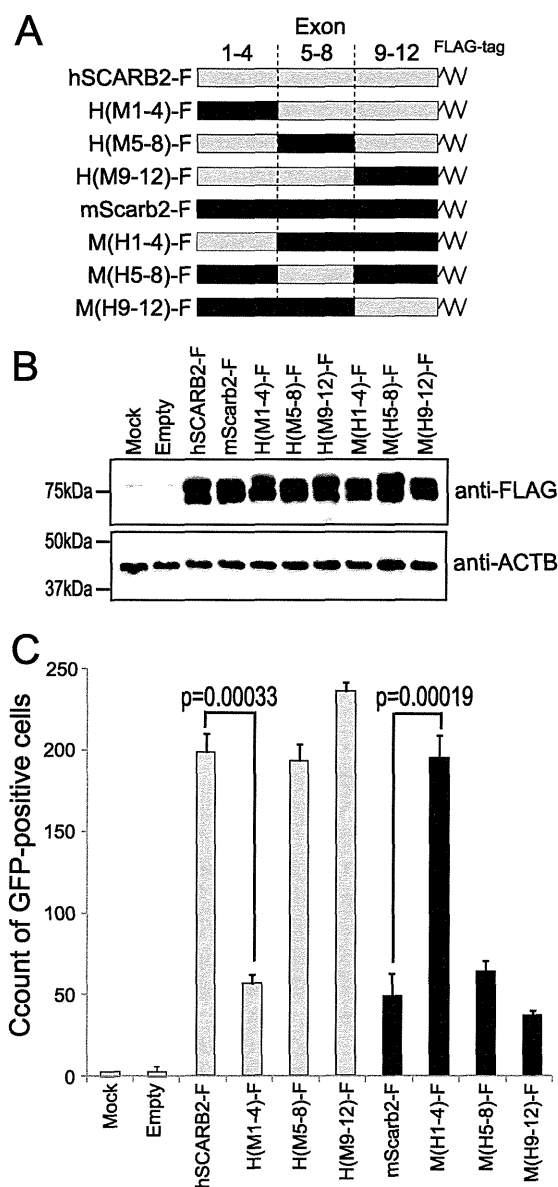 A
Exon
1-4 5-8 9-12 FLAG-tag
hSCARB2-F
H(M1-4)-F
H(M5-8)-F
H(M9-12)-F
mScarb2-F
M(H1-4)-F
M(H5-8)-F
M(H9-12)-F
B
Mock
Empty
hSCARB2-F
mScarb2-F
H(M1-4)-F
H(M5-8)-F
H(M9-12)-F
M(H1-4)-F
M(H5-8)-F
M(H9-12)-F
75kDa
anti-FLAG
50kDa
37kDa
anti-ACTB
C
Ccount of GFP-positive cells
250
200
150
100
50
0
p=0.00033
p=0.00019
Mock
Empty
hSCARB2-F
H(M1-4)-F
H(M5-8)-F
H(M9-12)-F
mScarb2-F
M(H1-4)-F
M(H5-8)-F
M(H9-12)-F